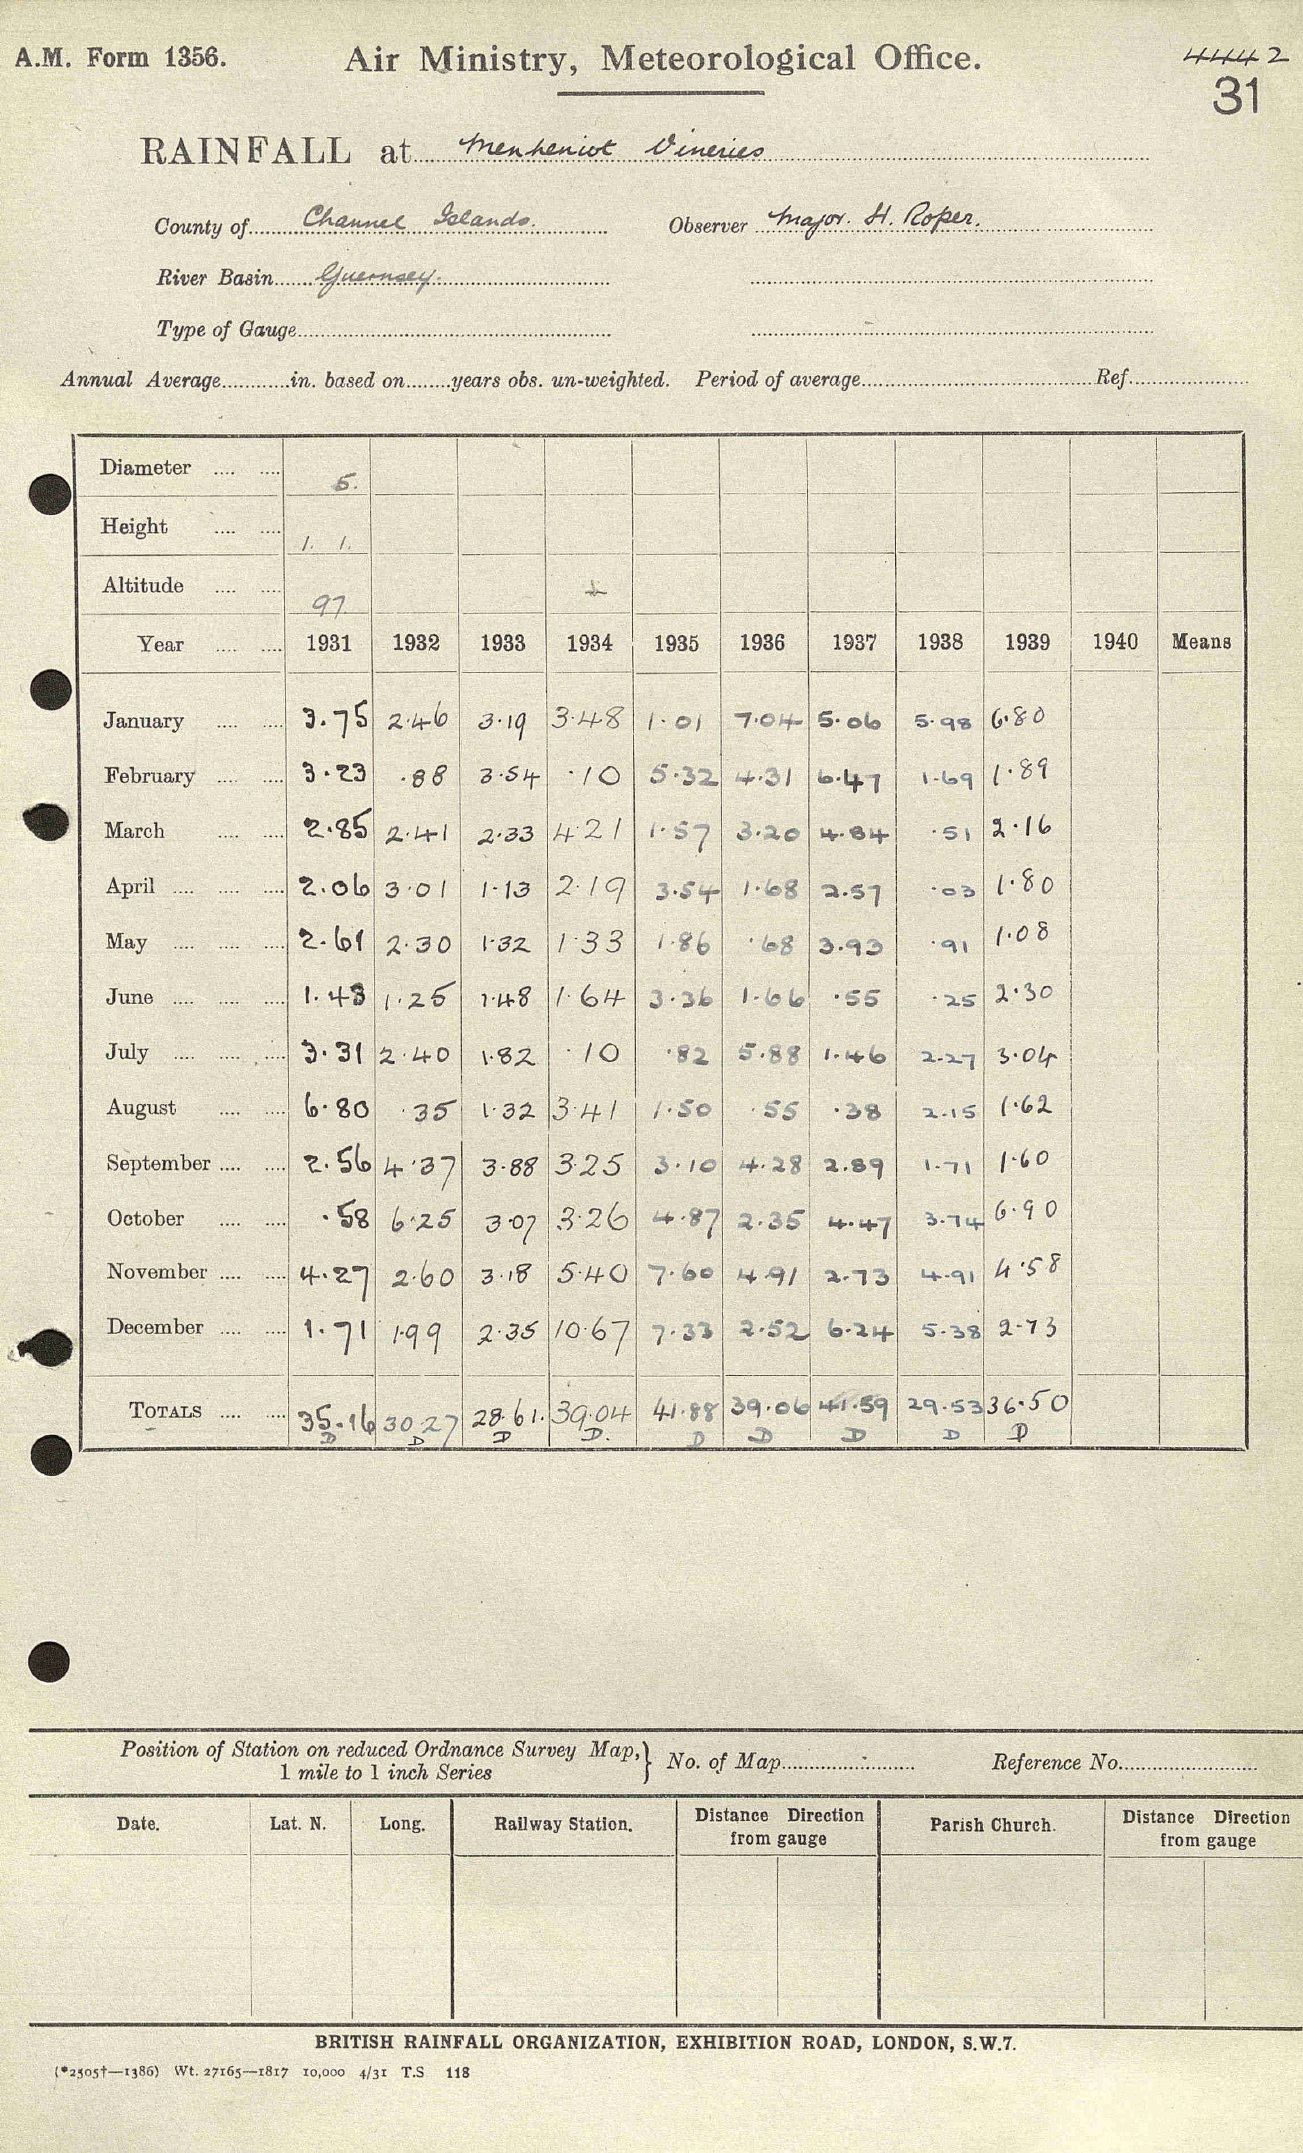 A.M. Form 1356. Air Ministry, Meteorological Office. 4442
31
RAINFALL at Menheniot Vineries
County of Channel Islands. Observer Major. H. Roper.
River Basin Guernsey.
Type of Gauge
Annual Average in. based on years obs. un-weighted. Period of average Ref.
Diameter 5.
Height 1. 1.
Altitude 97
Year 1931 1932 1933 1934 1935 1936 1937 1938 1939 1940 Means
January 3.75 2.46 3.19 3.48 1.01 7.04 5.06 5.98 6.80
February 3.23 .88 3.54 .10 5.32 4.31 6.47 1.69 1.89
March 2.85 2.41 2.33 4.21 1.57 3.20 4.84 .51 2.16
April 2.06 3.01 1.13 2.19 3.54 1.68 2.57 .03 1.80
May 2.61 2.30 1.32 1.33 1.86 .68 3.93 .91 1.08
June 1.43 1.25 1.48 1.64 3.36 1.66 .55 .25 2.30
July 3.31 2.40 1.82 .10 .82 5.88 1.46 2.27 3.04
August 6.80 .35 1.32 3.41 1.50 .55 .38 2.15 1.62
September 2.56 4.37 3.88 3.25 3.10 4.28 2.89 1.71 1.60
October .58 6.25 3.07 3.26 4.87 2.35 4.47 3.74 6.90
November 4.27 2.60 3.18 5.40 7.60 4.91 2.73 4.91 4.58
December 1.71 1.99 2.35 10.67 7.33 2.52 6.24 5.38 2.73
TOTALS 35.16 30.27 28.61. 39.04 41.88 39.06 41.59 29.53 36.50
D D D D. D D D D D
Position of Station on reduced Ordnance Survey Map, } No. of Map Reference No.
1 mile to 1 inch Series
Date. Lat. N. Long. Railway Station. Distance Direction Parish Church. Distance Direction
from gauge from gauge
BRITISH RAINFALL ORGANIZATION, EXHIBITION ROAD, LONDON, S.W.7.
(*2505†—1386) Wt. 27165—1817 10,000 4/31 T.S 118